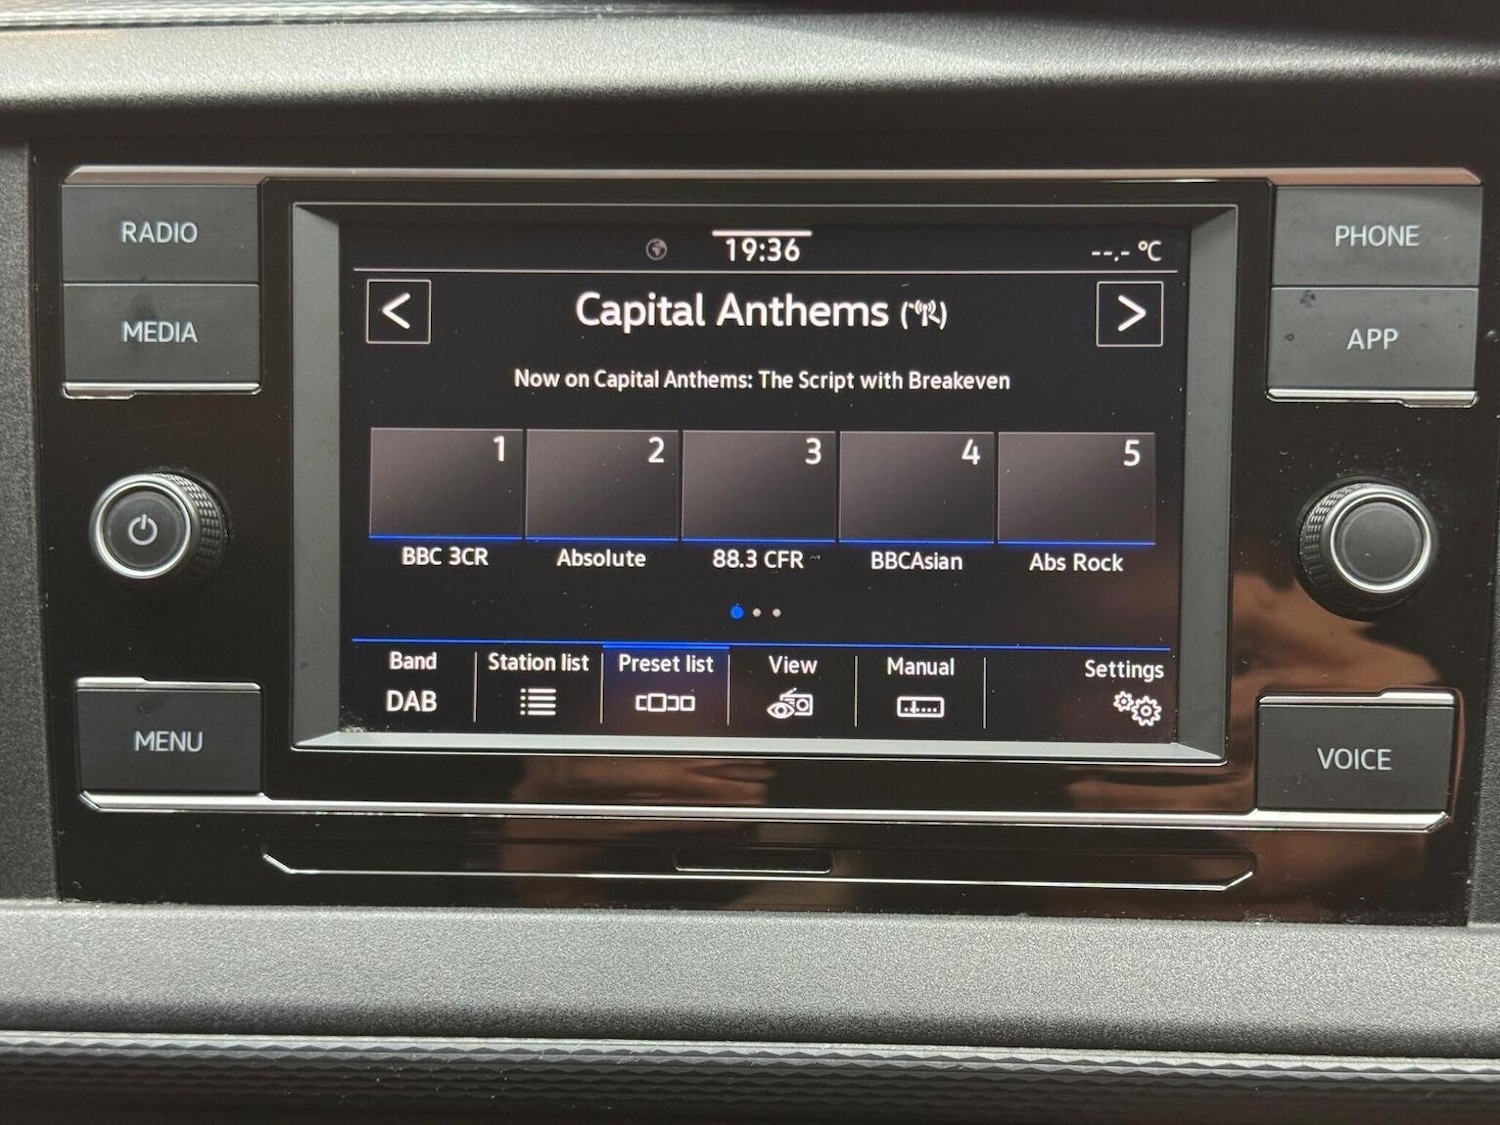 RADIO
MEDIA
MENU
19:36
--.- °C
<
Capital Anthems
>
Now on Capital Anthems: The Script with Breakeven
1
2
3
4
5
BBC 3CR
Absolute
88.3 CFR
BBCAsian
Abs Rock
Band
Station list
Preset list
View
Manual
Settings
DAB
PHONE
APP
VOICE